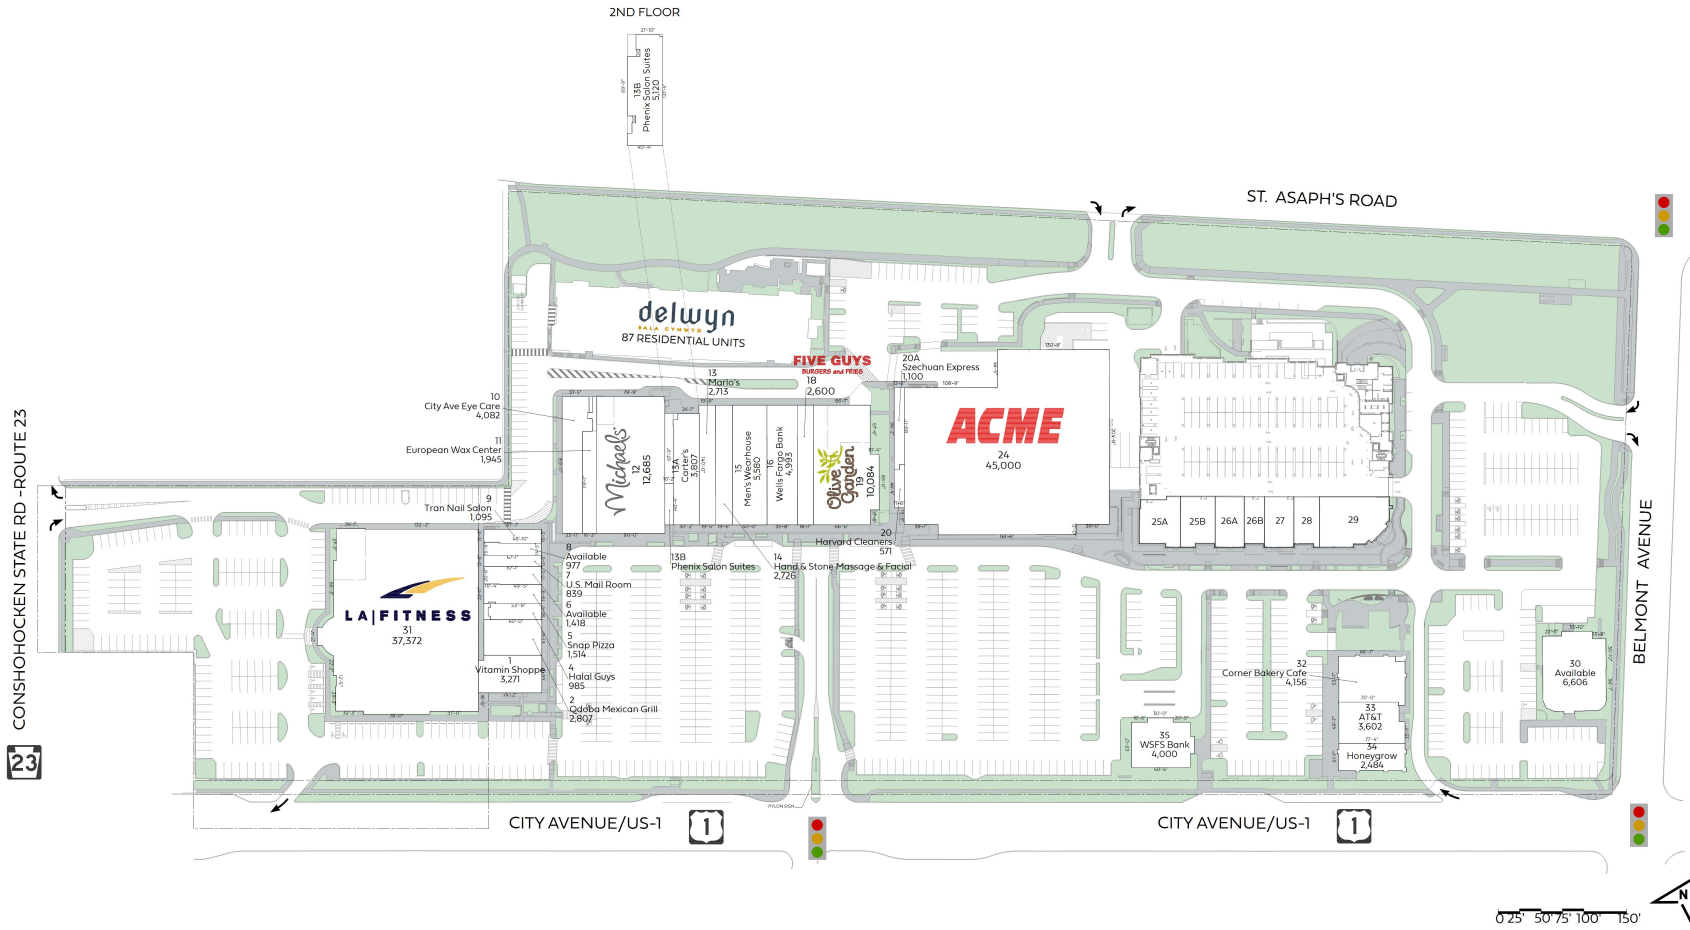 2ND FLOOR
13B
Phenix Salon Suites
5,120
ST. ASAPH'S ROAD
delwyn
BALA CYNWYD
87 RESIDENTIAL UNITS
FIVE GUYS
BURGERS and FRIES
18
2,600
20A
Szechuan Express
1,100
13
Marlo's
2,713
10
City Ave Eye Care
4,082
11
European Wax Center
1,945
9
Tran Nail Salon
1,095
Michaels
12
12,685
13A
Carter's
3,807
15
Men's Wearhouse
5,580
16
Wells Fargo Bank
4,993
Olive Garden
19
10,084
ACME
24
45,000
25A
25B
26A
26B
27
28
29
20
Harvard Cleaners
571
13B
Phenix Salon Suites
14
Hand & Stone Massage & Facial
2,726
8
Available
977
7
U.S. Mail Room
839
6
Available
1,418
5
Snap Pizza
1,514
4
Halal Guys
985
2
Qdoba Mexican Grill
2,807
1
Vitamin Shoppe
3,271
LA|FITNESS
31
37,372
32
Corner Bakery Cafe
4,156
33
AT&T
3,602
34
Honeygrow
2,484
35
WSFS Bank
4,000
30
Available
6,606
CONSHOHOCKEN STATE RD -ROUTE 23
23
BELMONT AVENUE
PYLON SIGN
CITY AVENUE/US-1
1
CITY AVENUE/US-1
1
0 25' 50' 75' 100' 150'
N